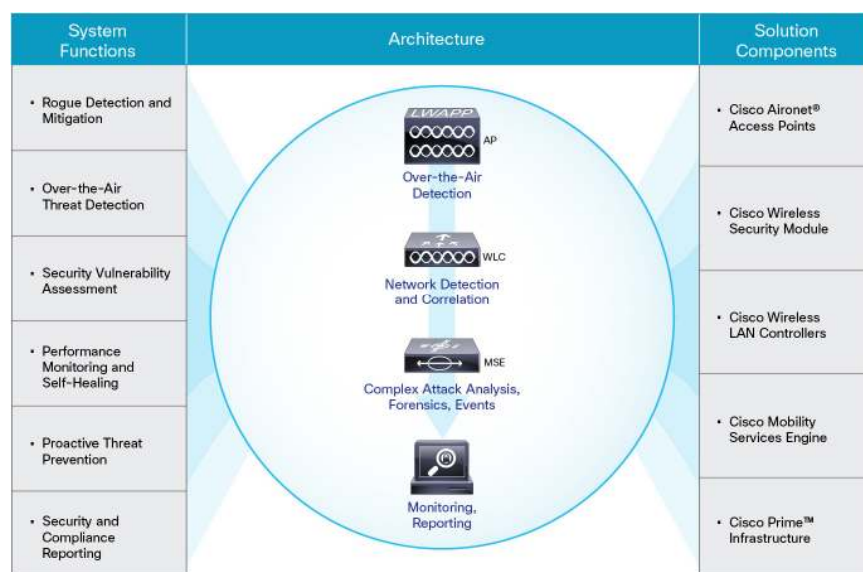 System
Functions
Architecture
Solution
Components
• Rogue Detection and
Mitigation
• Over-the-Air
Threat Detection
• Security Vulnerability
Assessment
• Performance
Monitoring and
Self-Healing
• Proactive Threat
Prevention
• Security and
Compliance
Reporting
LWAPP
AP
Over-the-Air
Detection
WLC
Network Detection
and Correlation
MSE
Complex Attack Analysis,
Forensics, Events
Monitoring,
Reporting
• Cisco Aironet®
Access Points
• Cisco Wireless
Security Module
• Cisco Wireless
LAN Controllers
• Cisco Mobility
Services Engine
• Cisco Prime™
Infrastructure